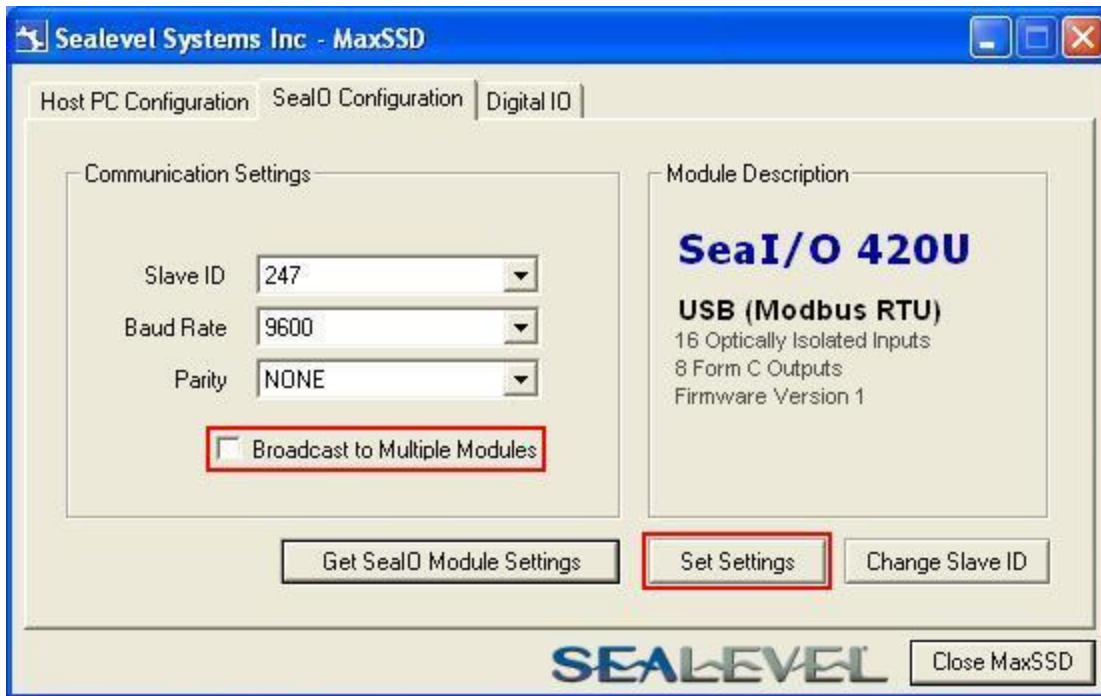 Sealevel Systems Inc - MaxSSD
Host PC Configuration
SeaIO Configuration
Digital IO
Communication Settings
Slave ID
247
Baud Rate
9600
Parity
NONE
Broadcast to Multiple Modules
Module Description
SeaI/O 420U
USB (Modbus RTU)
16 Optically Isolated Inputs
8 Form C Outputs
Firmware Version 1
Get SeaIO Module Settings
Set Settings
Change Slave ID
SEALEVEL
Close MaxSSD